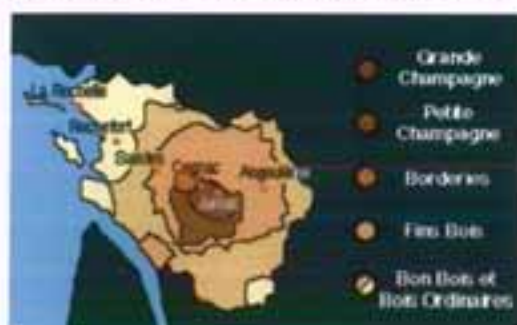 La Rochelle
Rochefort
Saintes
Cognac
Angoulême
Grande
Champagne
Petite
Champagne
Borderies
Fins Bois
Bon Bois et
Bois Ordinaires